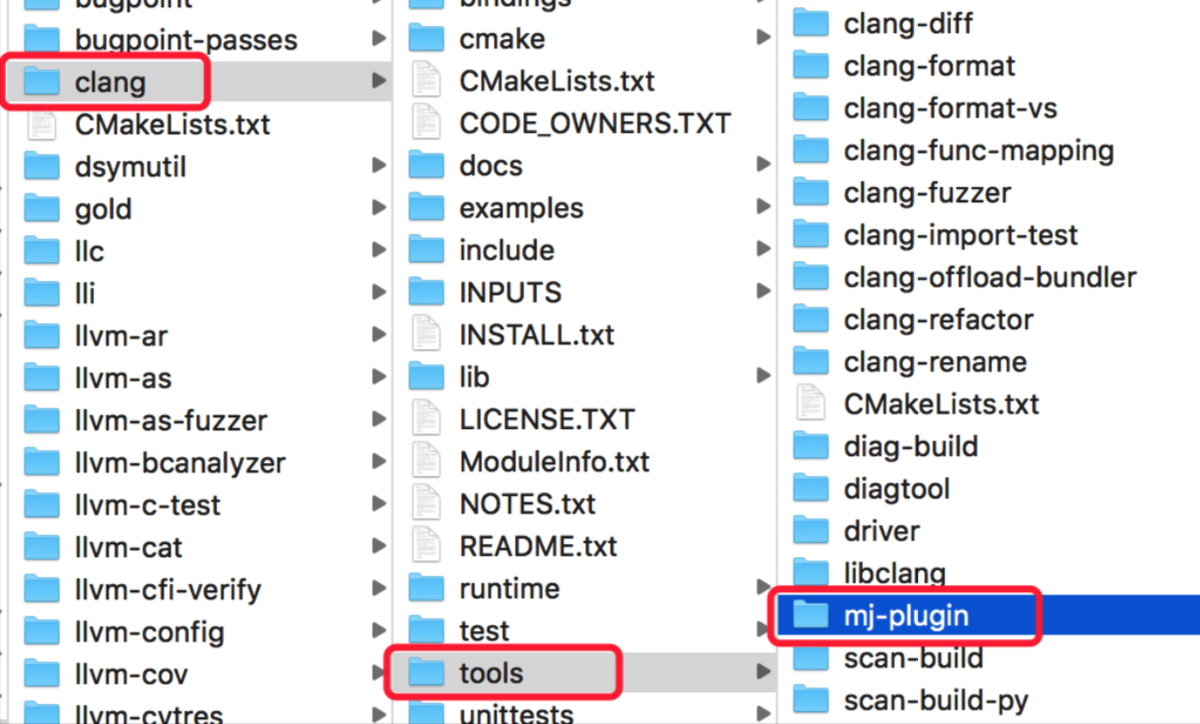 bugpoint
bugpoint-passes
clang
CMakeLists.txt
dsymutil
gold
llc
lli
llvm-ar
llvm-as
llvm-as-fuzzer
llvm-bcanalyzer
llvm-c-test
llvm-cat
llvm-cfi-verify
llvm-config
llvm-cov
llvm-cvtres
bindings
cmake
CMakeLists.txt
CODE_OWNERS.TXT
docs
examples
include
INPUTS
INSTALL.txt
lib
LICENSE.TXT
ModuleInfo.txt
NOTES.txt
README.txt
runtime
test
tools
unittests
clang-diff
clang-format
clang-format-vs
clang-func-mapping
clang-fuzzer
clang-import-test
clang-offload-bundler
clang-refactor
clang-rename
CMakeLists.txt
diag-build
diagtool
driver
libclang
mj-plugin
scan-build
scan-build-py